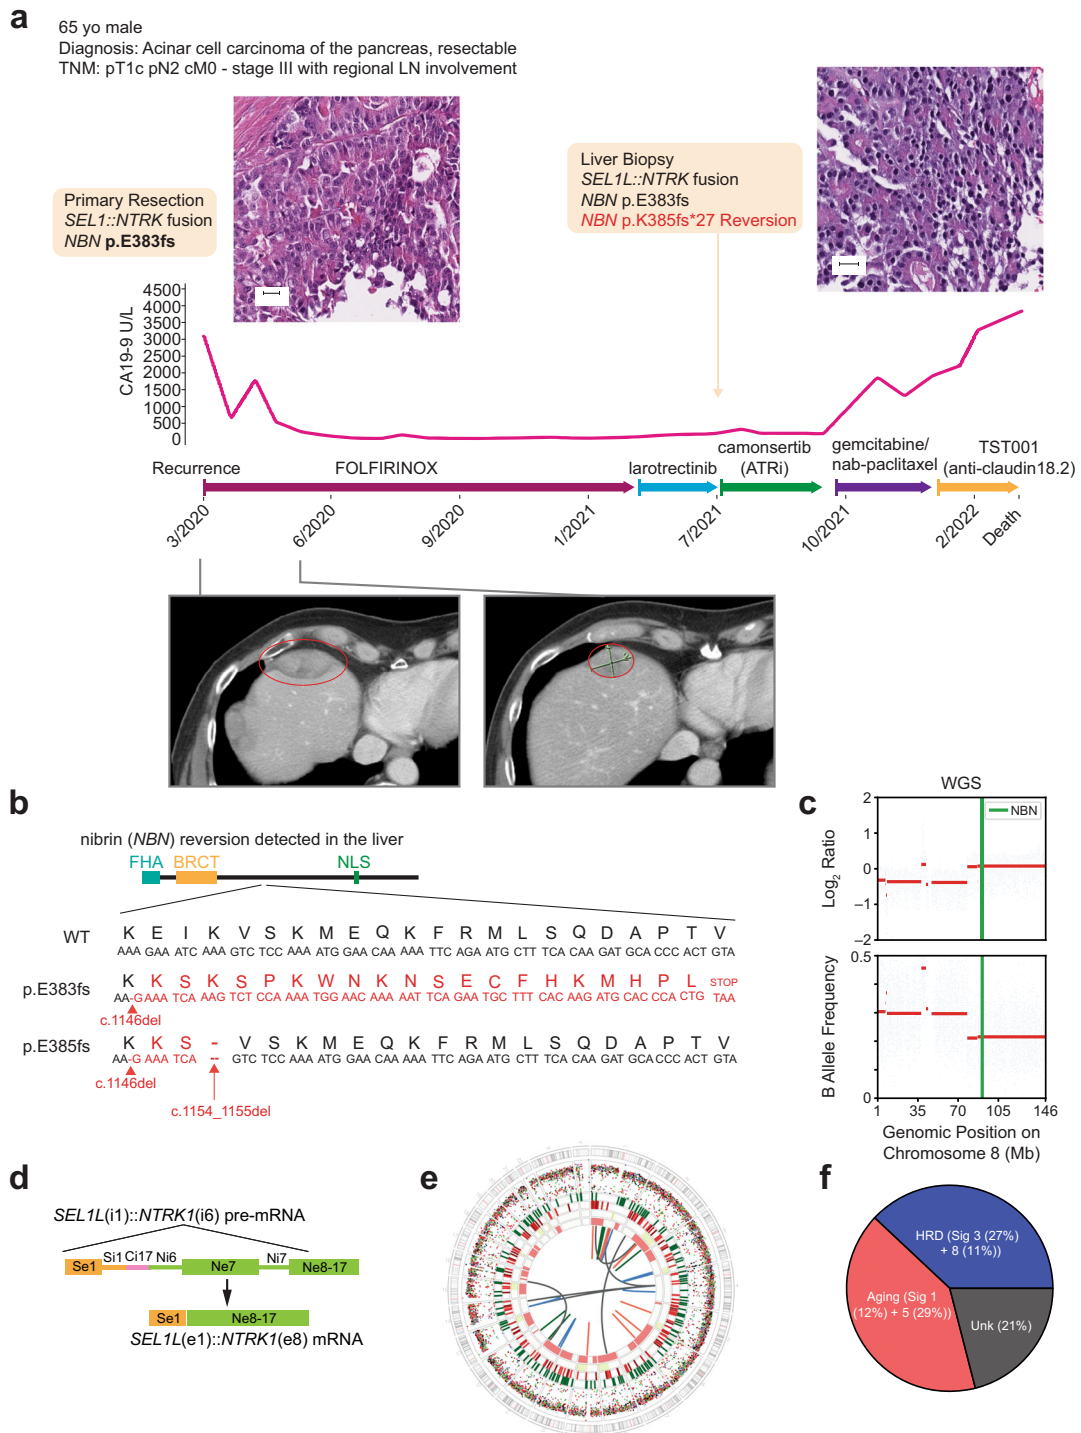 a
65 yo male
Diagnosis: Acinar cell carcinoma of the pancreas, resectable
TNM: pT1c pN2 cM0 - stage III with regional LN involvement
Primary Resection
SEL1::NTRK fusion
NBN p.E383fs
Liver Biopsy
SEL1L::NTRK fusion
NBN p.E383fs
NBN p.K385fs*27 Reversion
CA19-9 U/L
4500
4000
3500
3000
2500
2000
1500
1000
500
0
Recurrence
FOLFIRINOX
larotrectinib
camonsertib
(ATRi)
gemcitabine/
nab-paclitaxel
TST001
(anti-claudin18.2)
3/2020
6/2020
9/2020
1/2021
7/2021
10/2021
2/2022
Death
b
nibrin (NBN) reversion detected in the liver
FHA BRCT NLS
K E I K V S K M E Q K F R M L S Q D A P T V
WT
AAA GAA ATC AAA GTC TCC AAA ATG GAA CAA AAA TTC AGA ATG CTT TCA CAA GAT GCA CCC ACT GTA
K K S K S P K W N K N S E C F H K M H P L STOP
p.E383fs
AA-G AAA TCA AAG TCT CCA AAA TGG AAC AAA AAT TCA GAA TGC TTT CAC AAG ATG CAC CCA CTG TAA
c.1146del
K K S - V S K M E Q K F R M L S Q D A P T V
p.E385fs
AA-G AAA TCA -- GTC TCC AAA ATG GAA CAA AAA TTC AGA ATG CTT TCA CAA GAT GCA CCC ACT GTA
c.1146del
c.1154_1155del
c
WGS
NBN
Log2 Ratio
2
1
0
−1
−2
B Allele Frequency
0.5
0
1 35 70 105 146
Genomic Position on
Chromosome 8 (Mb)
d
SEL1L(i1)::NTRK1(i6) pre-mRNA
Se1 Si1 Ci17 Ni6 Ne7 Ni7 Ne8-17
Se1 Ne8-17
SEL1L(e1)::NTRK1(e8) mRNA
e
f
HRD (Sig 3 (27%)
+ 8 (11%))
Aging (Sig 1
(12%) + 5 (29%))
Unk (21%)